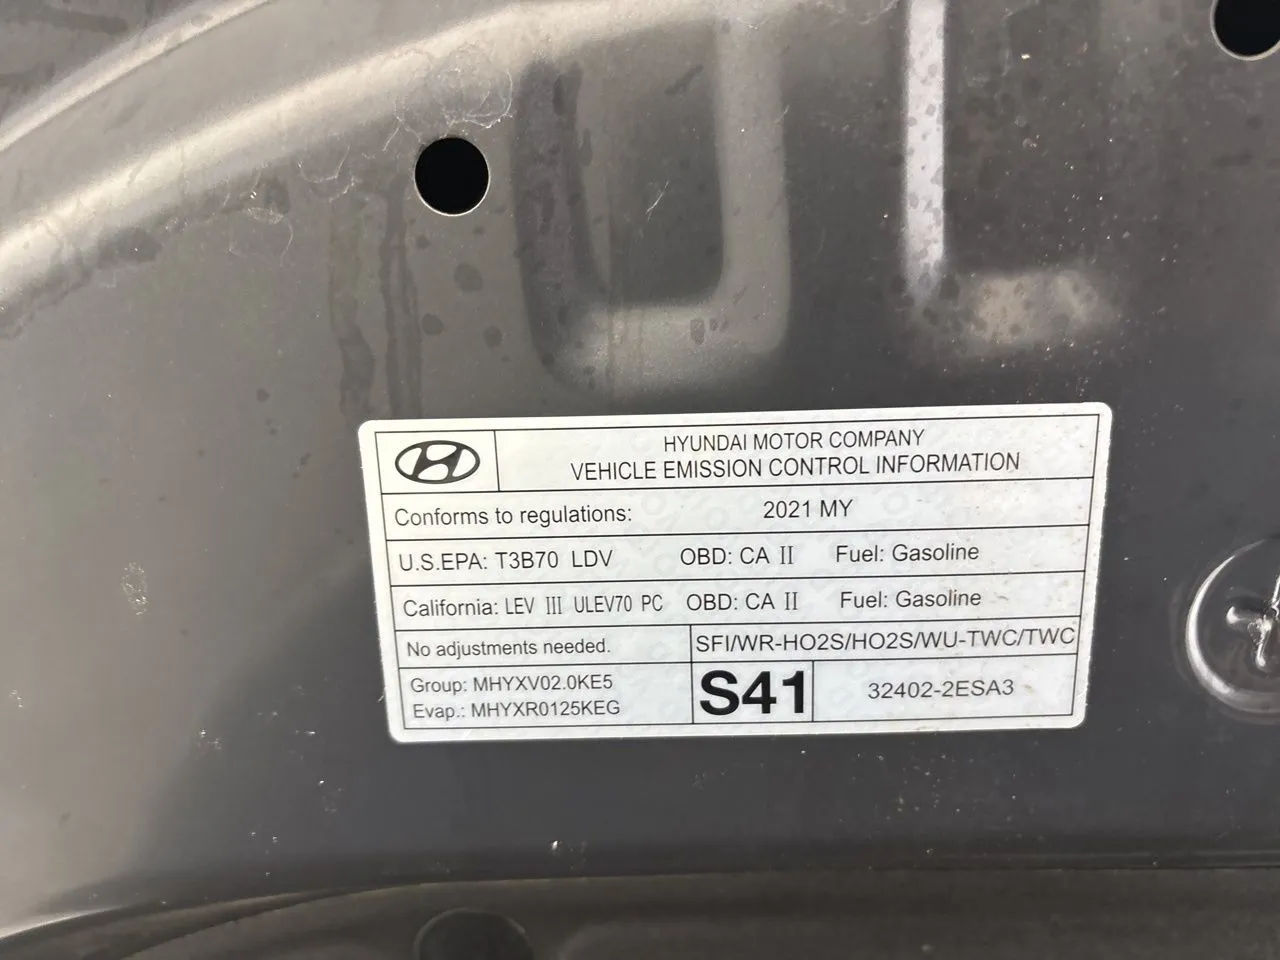 HYUNDAI MOTOR COMPANY
VEHICLE EMISSION CONTROL INFORMATION
Conforms to regulations: 2021 MY
U.S.EPA: T3B70 LDV OBD: CA II Fuel: Gasoline
California: LEV III ULEV70 PC OBD: CA II Fuel: Gasoline
No adjustments needed. SFI/WR-HO2S/HO2S/WU-TWC/TWC
Group: MHYXV02.0KE5
Evap.: MHYXR0125KEG
S41
32402-2ESA3